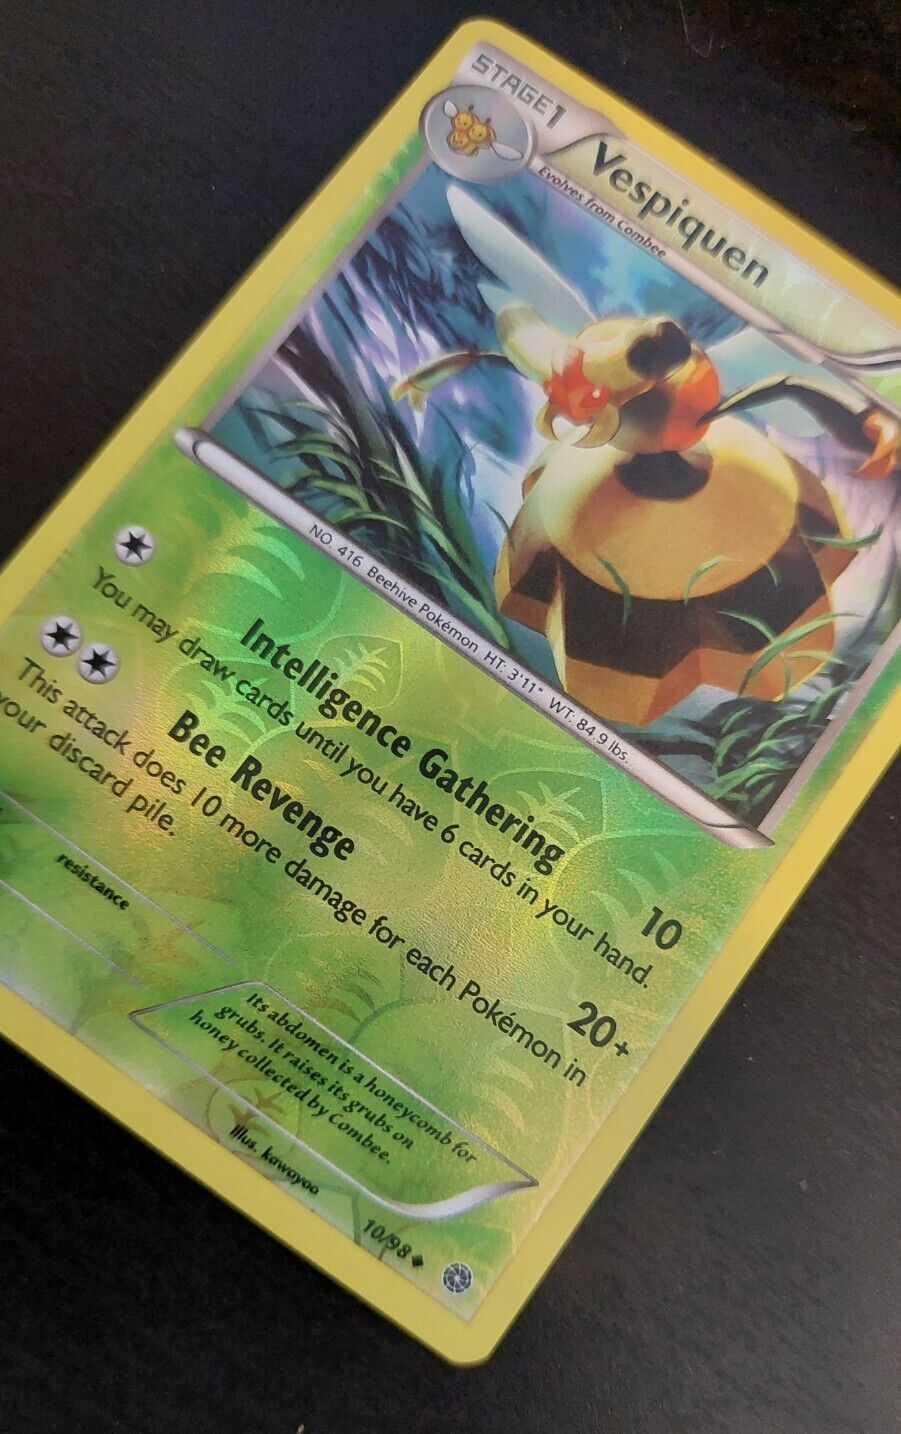 STAGE 1
Vespiquen
Evolves from Combee
NO. 416 Beehive Pokémon HT: 3'11" WT: 84.9 lbs.
Intelligence Gathering 10
You may draw cards until you have 6 cards in your hand.
Bee Revenge 20+
This attack does 10 more damage for each Pokémon in
your discard pile.
resistance
Its abdomen is a honeycomb for
grubs. It raises its grubs on
honey collected by Combee.
Illus. kawayoo
10/98